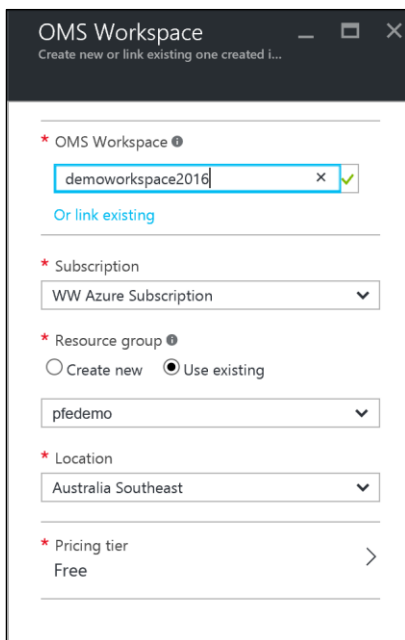 OMS Workspace
Create new or link existing one created i...
* OMS Workspace
demoworkspace2016
Or link existing
* Subscription
WW Azure Subscription
* Resource group
Create new Use existing
pfedemo
* Location
Australia Southeast
* Pricing tier
Free